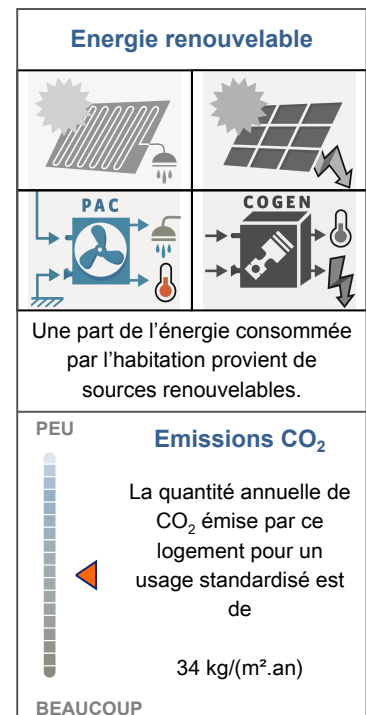 Energie renouvelable
PAC
COGEN
Une part de l'énergie consommée
par l'habitation provient de
sources renouvelables.
PEU
Emissions CO₂
La quantité annuelle de
CO₂ émise par ce
logement pour un
usage standardisé est
de
34 kg/(m².an)
BEAUCOUP